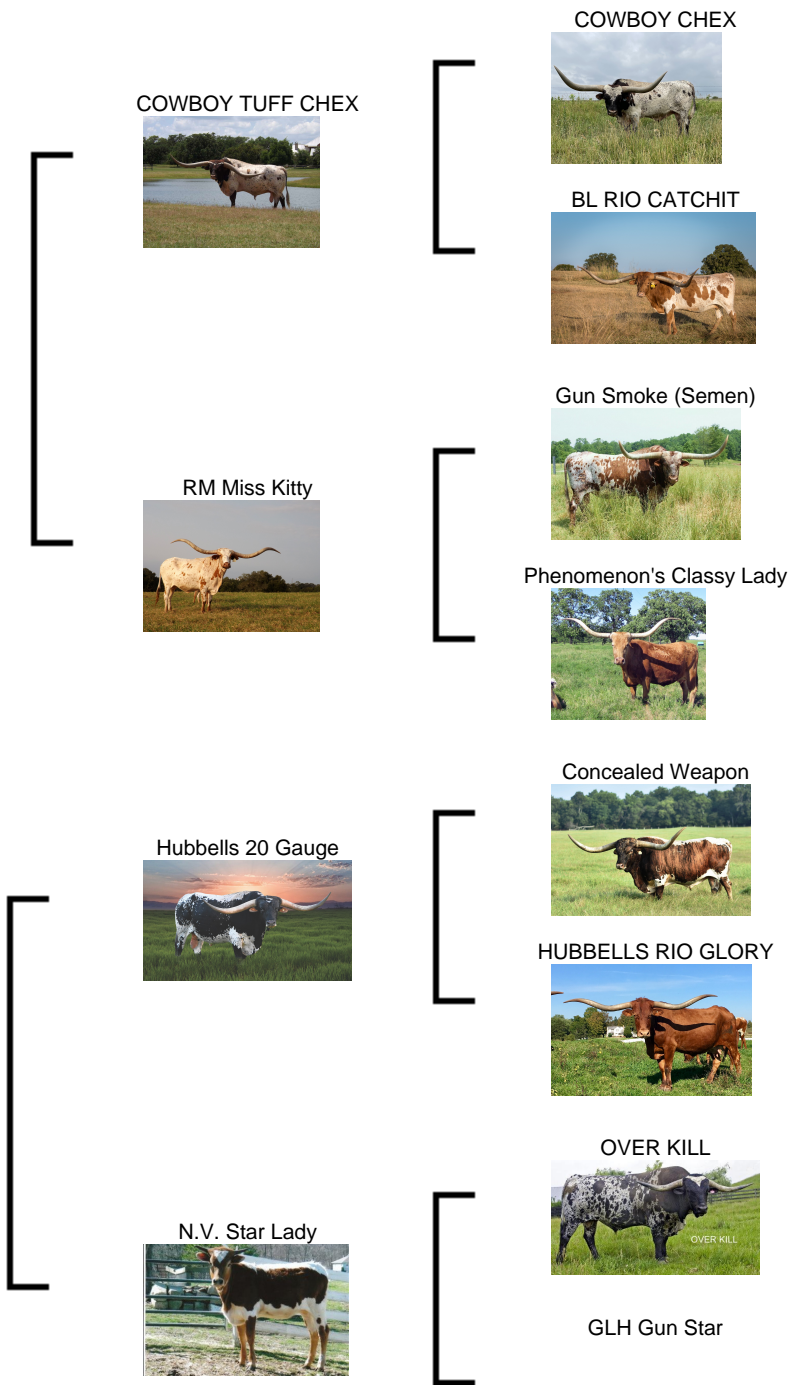 COWBOY CHEX
COWBOY TUFF CHEX
BL RIO CATCHIT
Gun Smoke (Semen)
RM Miss Kitty
Phenomenon's Classy Lady
Concealed Weapon
Hubbells 20 Gauge
HUBBELLS RIO GLORY
OVER KILL
N.V. Star Lady
OVER KILL
GLH Gun Star